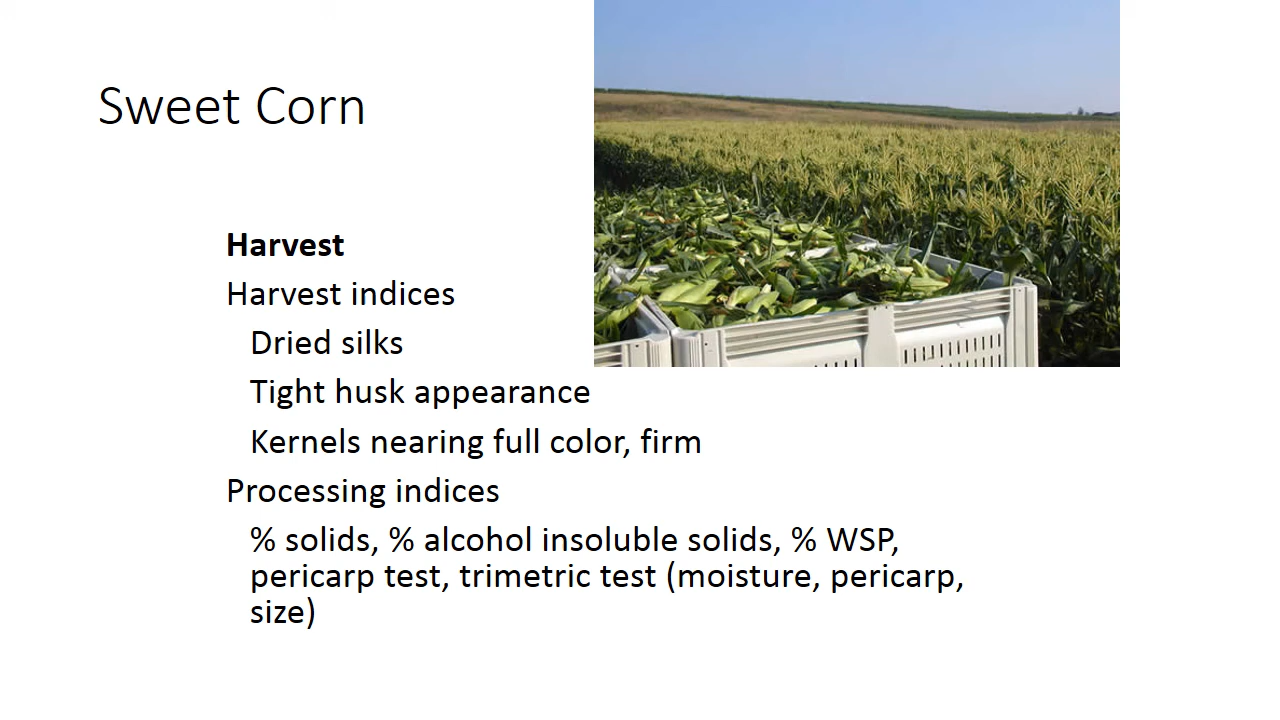 Sweet Corn
Harvest
Harvest indices
Dried silks
Tight husk appearance
Kernels nearing full color, firm
Processing indices
% solids, % alcohol insoluble solids, % WSP,
pericarp test, trimetric test (moisture, pericarp,
size)